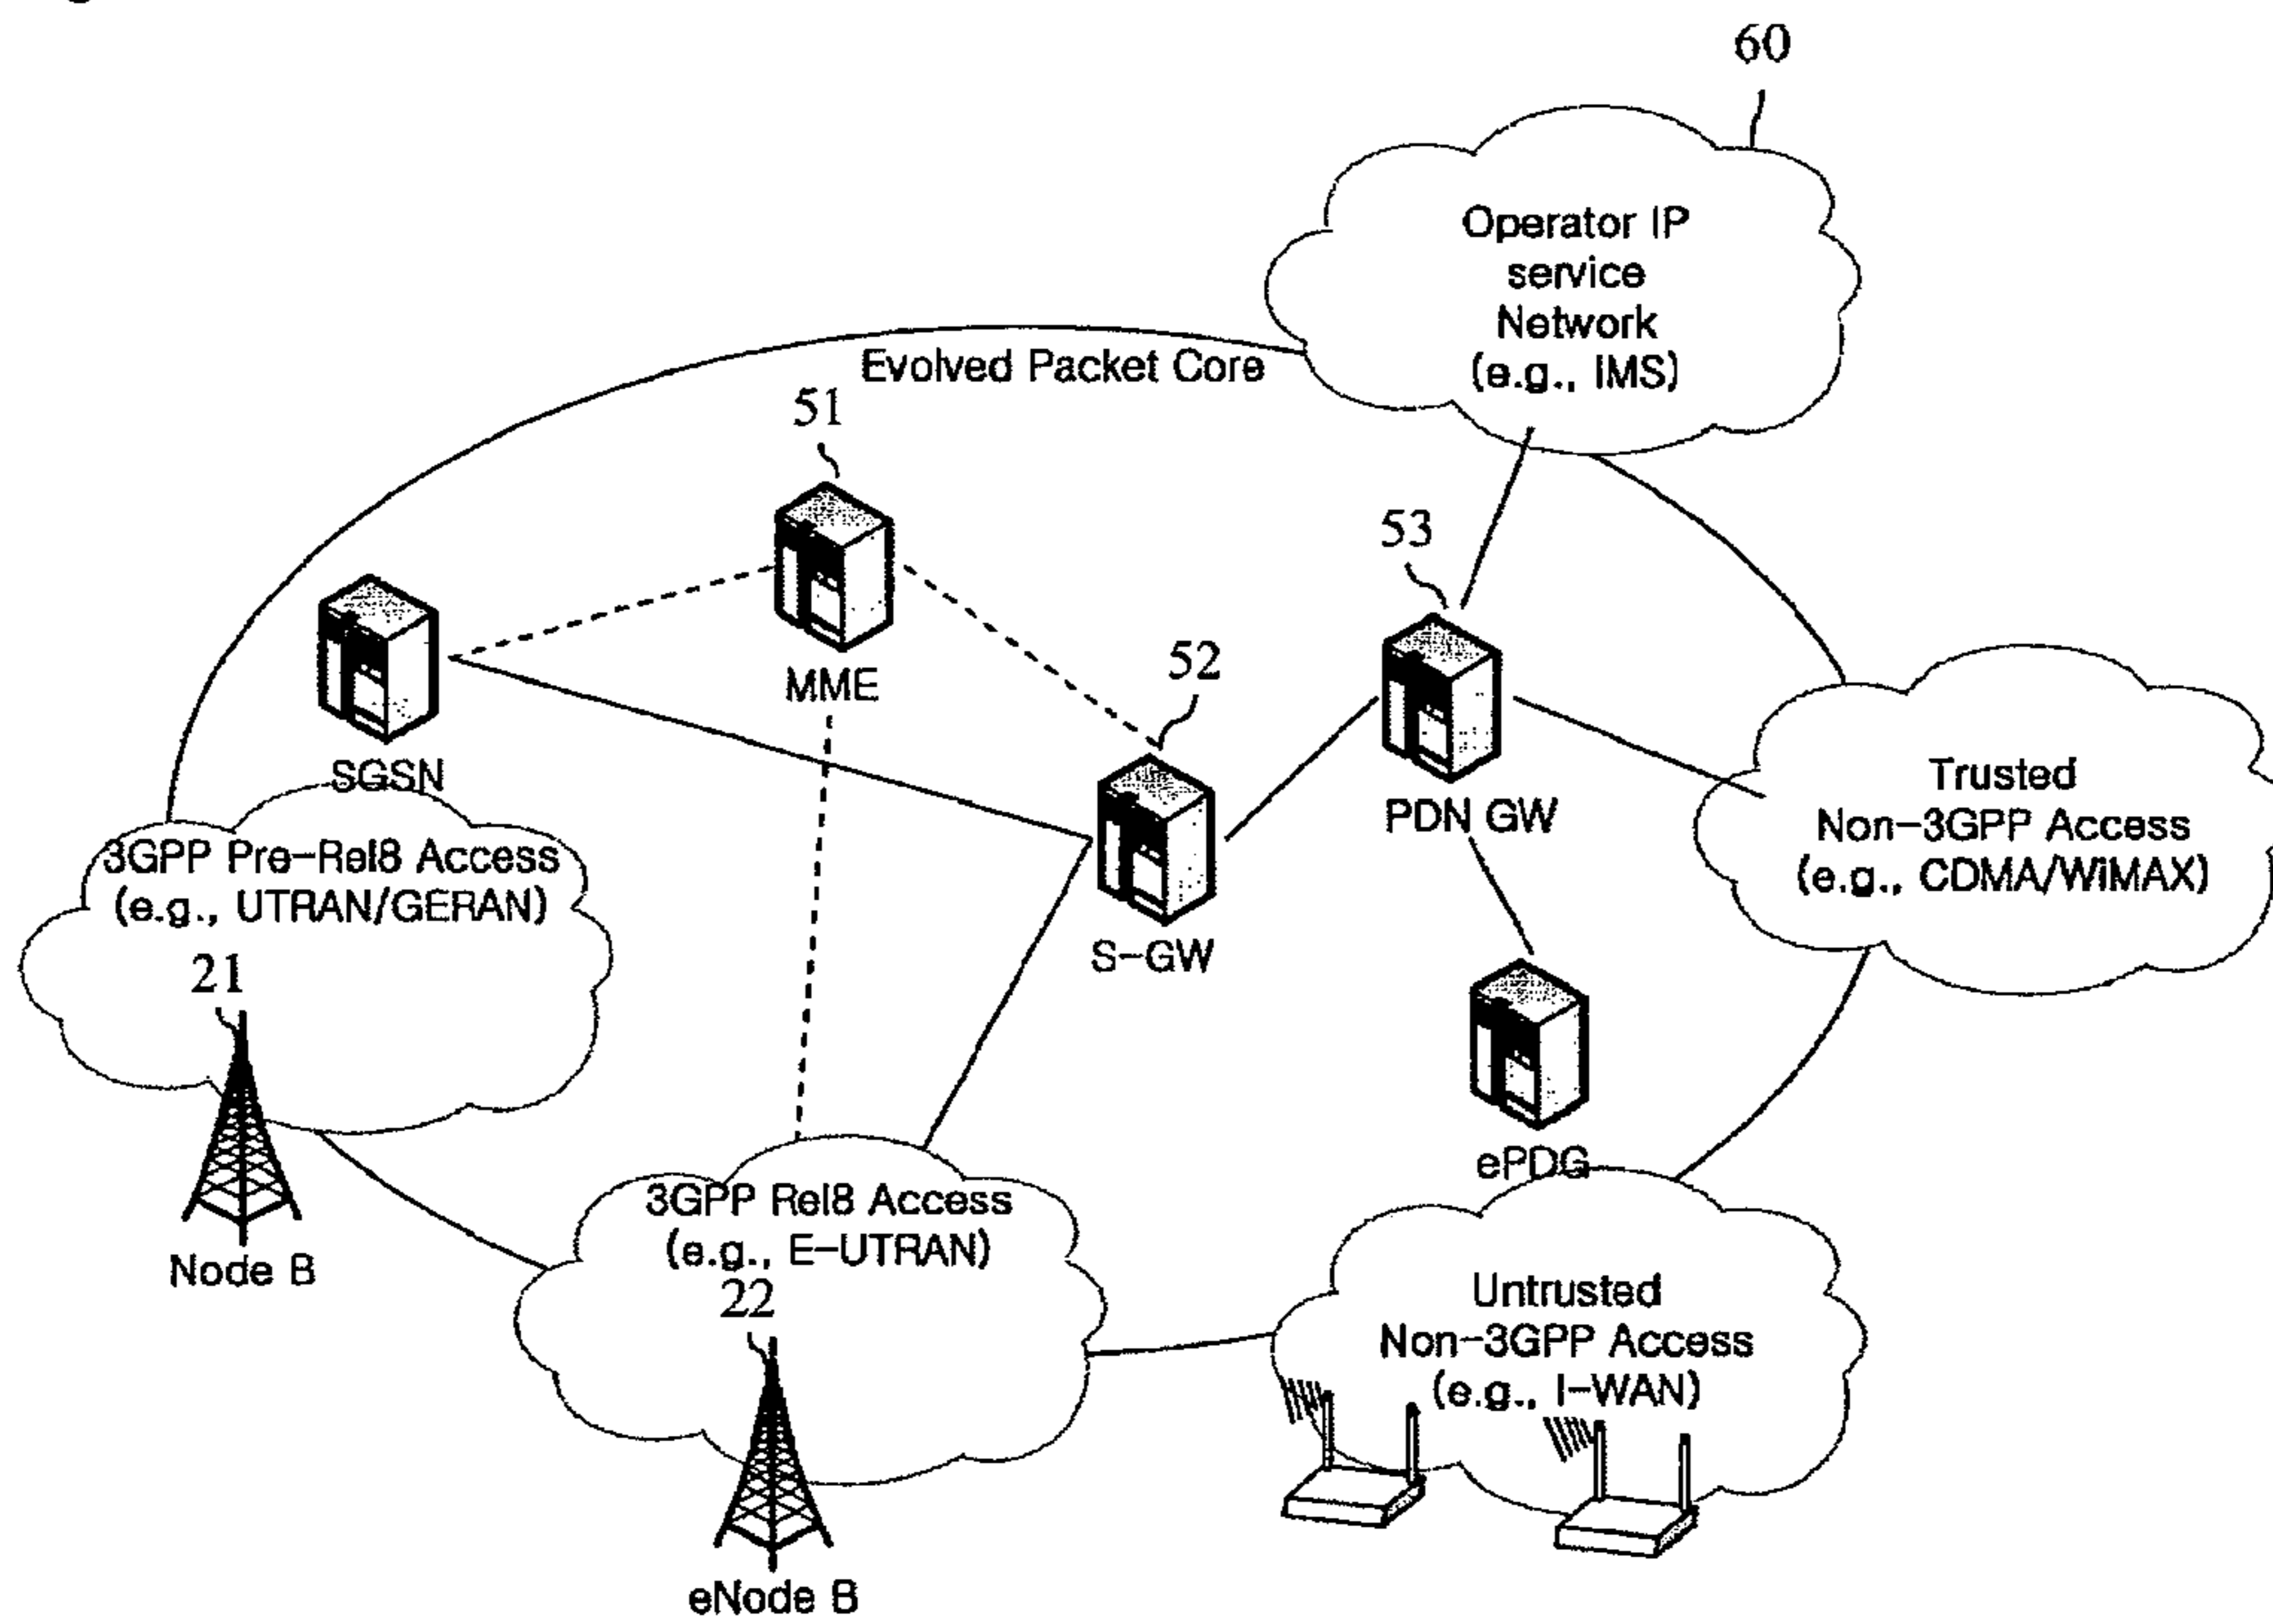 60
Operator IP
service
Network
(e.g., IMS)
Evolved Packet Core
51
MME
53
PDN GW
52
S-GW
SGSN
3GPP Pre-Rel8 Access
(e.g., UTRAN/GERAN)
21
Node B
Trusted
Non-3GPP Access
(e.g., CDMA/WiMAX)
ePDG
3GPP Rel8 Access
(e.g., E-UTRAN)
22
eNode B
Untrusted
Non-3GPP Access
(e.g., I-WAN)